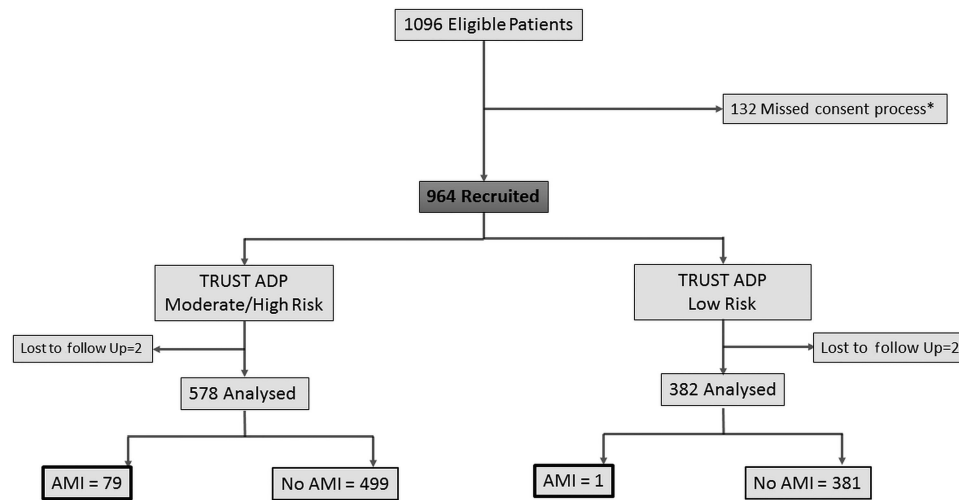 1096 Eligible Patients
132 Missed consent process*
964 Recruited
TRUST ADP
Moderate/High Risk
TRUST ADP
Low Risk
Lost to follow Up=2
Lost to follow Up=2
578 Analysed
382 Analysed
AMI = 79
No AMI = 499
AMI = 1
No AMI = 381